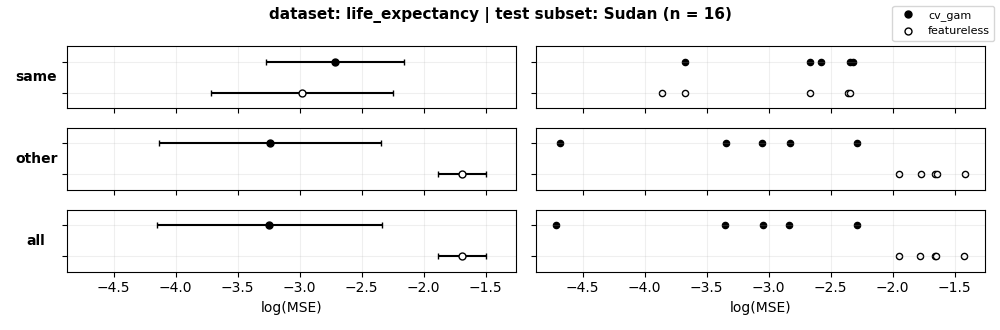 dataset: life_expectancy | test subset: Sudan (n = 16)
cv_gam
featureless
same
other
all
−4.5 −4.0 −3.5 −3.0 −2.5 −2.0 −1.5
−4.5 −4.0 −3.5 −3.0 −2.5 −2.0 −1.5
log(MSE)
log(MSE)